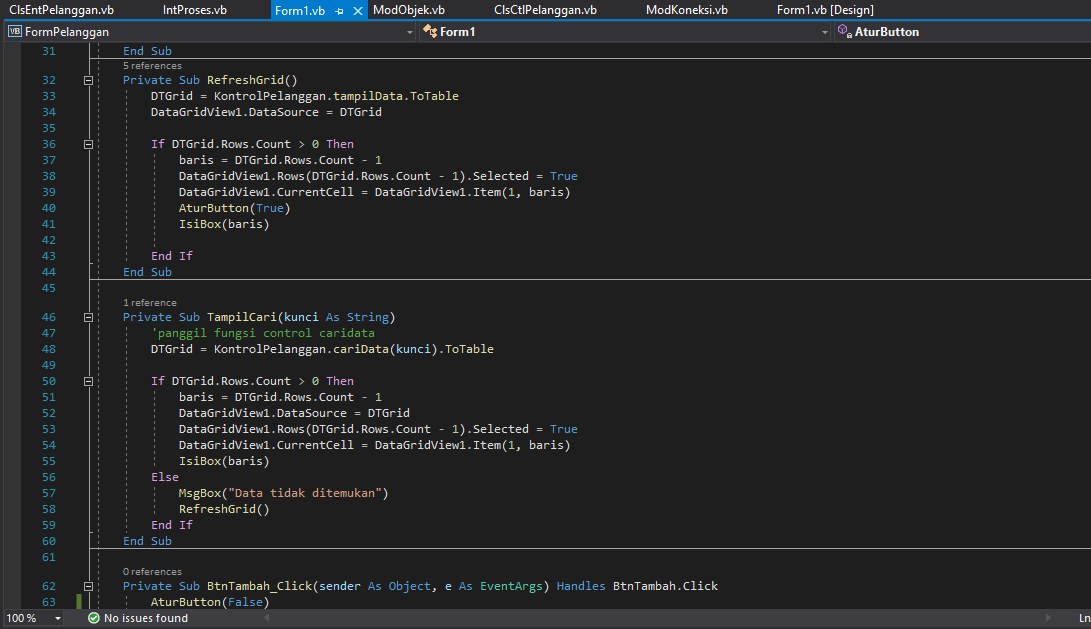 ClsEntPelanggan.vb IntProses.vb Form1.vb ModObjek.vb ClsCtlPelanggan.vb ModKoneksi.vb Form1.vb [Design]
VB FormPelanggan Form1 AturButton
31 End Sub
5 references
32 Private Sub RefreshGrid()
33 DTGrid = KontrolPelanggan.tampilData.ToTable
34 DataGridView1.DataSource = DTGrid
35
36 If DTGrid.Rows.Count > 0 Then
37 baris = DTGrid.Rows.Count - 1
38 DataGridView1.Rows(DTGrid.Rows.Count - 1).Selected = True
39 DataGridView1.CurrentCell = DataGridView1.Item(1, baris)
40 AturButton(True)
41 IsiBox(baris)
42
43 End If
44 End Sub
45
1 reference
46 Private Sub TampilCari(kunci As String)
47 'panggil fungsi control caridata
48 DTGrid = KontrolPelanggan.cariData(kunci).ToTable
49
50 If DTGrid.Rows.Count > 0 Then
51 baris = DTGrid.Rows.Count - 1
52 DataGridView1.DataSource = DTGrid
53 DataGridView1.Rows(DTGrid.Rows.Count - 1).Selected = True
54 DataGridView1.CurrentCell = DataGridView1.Item(1, baris)
55 IsiBox(baris)
56 Else
57 MsgBox("Data tidak ditemukan")
58 RefreshGrid()
59 End If
60 End Sub
61
0 references
62 Private Sub BtnTambah_Click(sender As Object, e As EventArgs) Handles BtnTambah.Click
63 AturButton(False)
100 % No issues found Ln